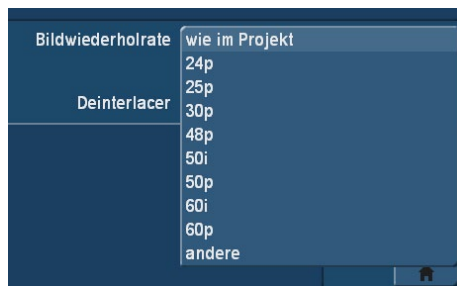 Bildwiederholrate wie im Projekt
24p
25p
Deinterlacer
30p
48p
50i
50p
60i
60p
andere